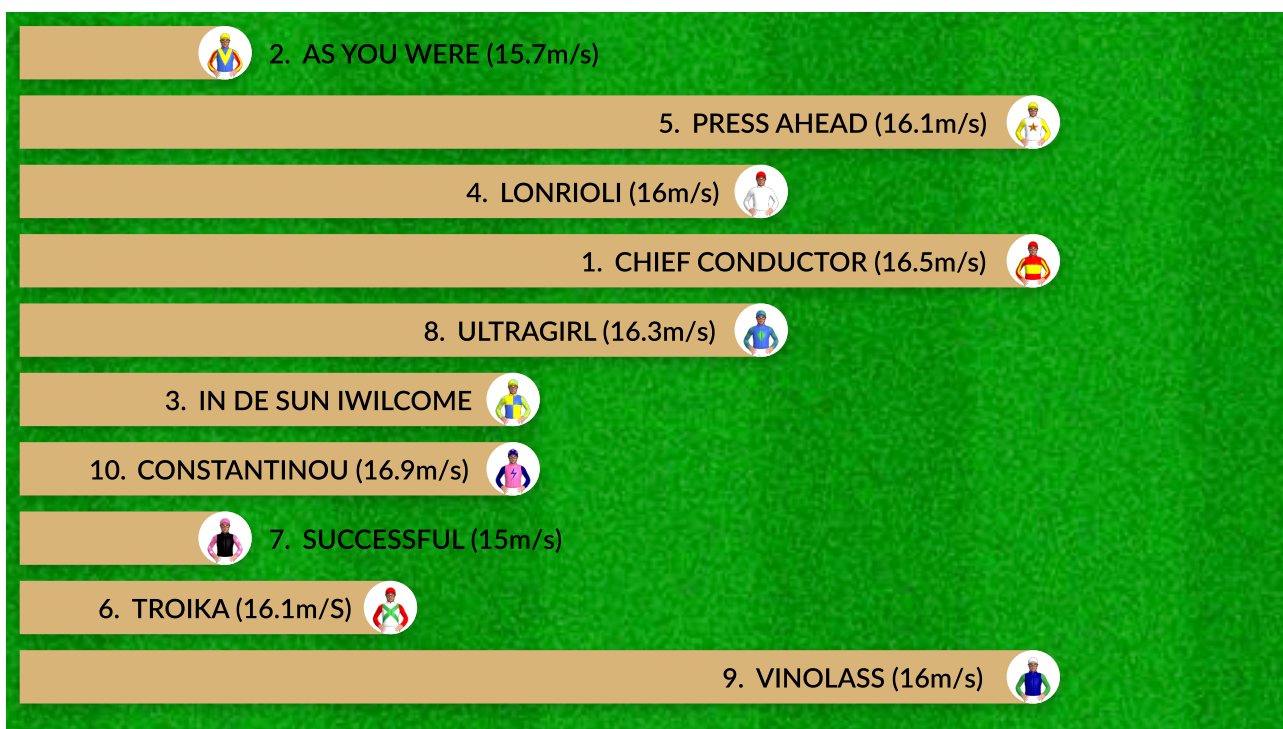 2. AS YOU WERE (15.7m/s)
5. PRESS AHEAD (16.1m/s)
4. LONRIOLI (16m/s)
1. CHIEF CONDUCTOR (16.5m/s)
8. ULTRAGIRL (16.3m/s)
3. IN DE SUN IWILCOME
10. CONSTANTINOU (16.9m/s)
7. SUCCESSFUL (15m/s)
6. TROIKA (16.1m/S)
9. VINOLASS (16m/s)